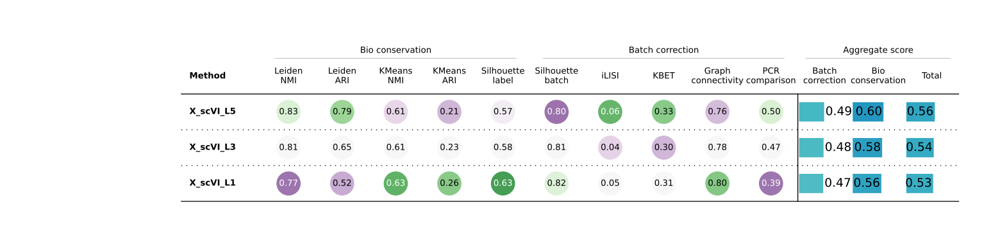 Bio conservation Batch correction Aggregate score
Method Leiden NMI Leiden ARI KMeans NMI KMeans ARI Silhouette label Silhouette batch iLISI KBET Graph connectivity PCR comparison Batch correction Bio conservation Total
X_scVI_L5 0.83 0.79 0.61 0.21 0.57 0.80 0.06 0.33 0.76 0.50 0.49 0.60 0.56
X_scVI_L3 0.81 0.65 0.61 0.23 0.58 0.81 0.04 0.30 0.78 0.47 0.48 0.58 0.54
X_scVI_L1 0.77 0.52 0.63 0.26 0.63 0.82 0.05 0.31 0.80 0.39 0.47 0.56 0.53